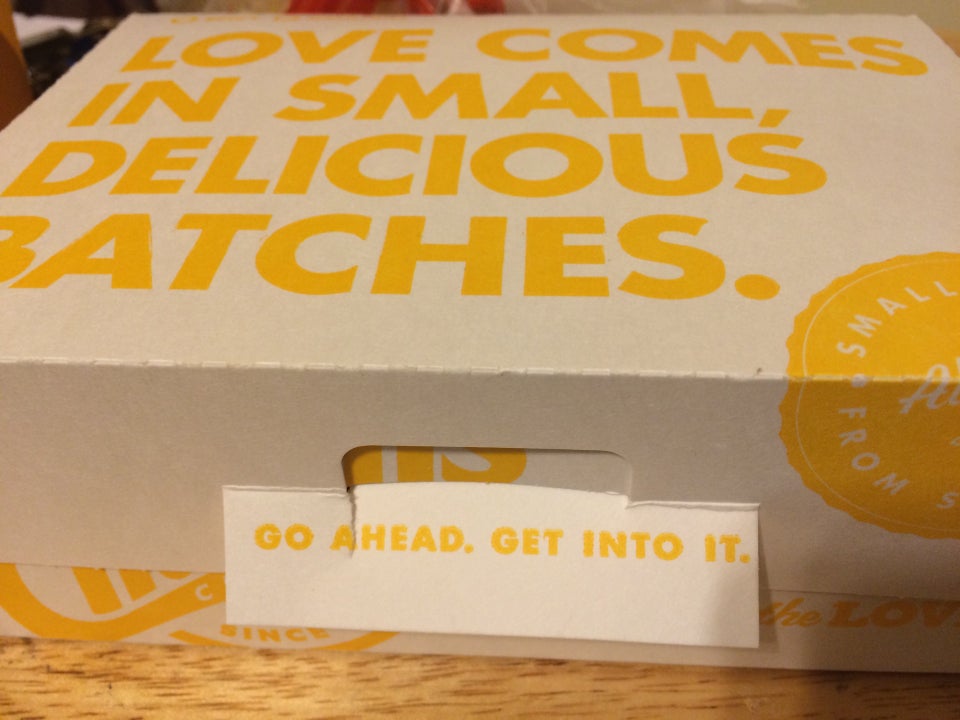 LOVE COMES
IN SMALL,
DELICIOUS
BATCHES.
SMALL
FROM
GO AHEAD. GET INTO IT.
SINCE
the LOV